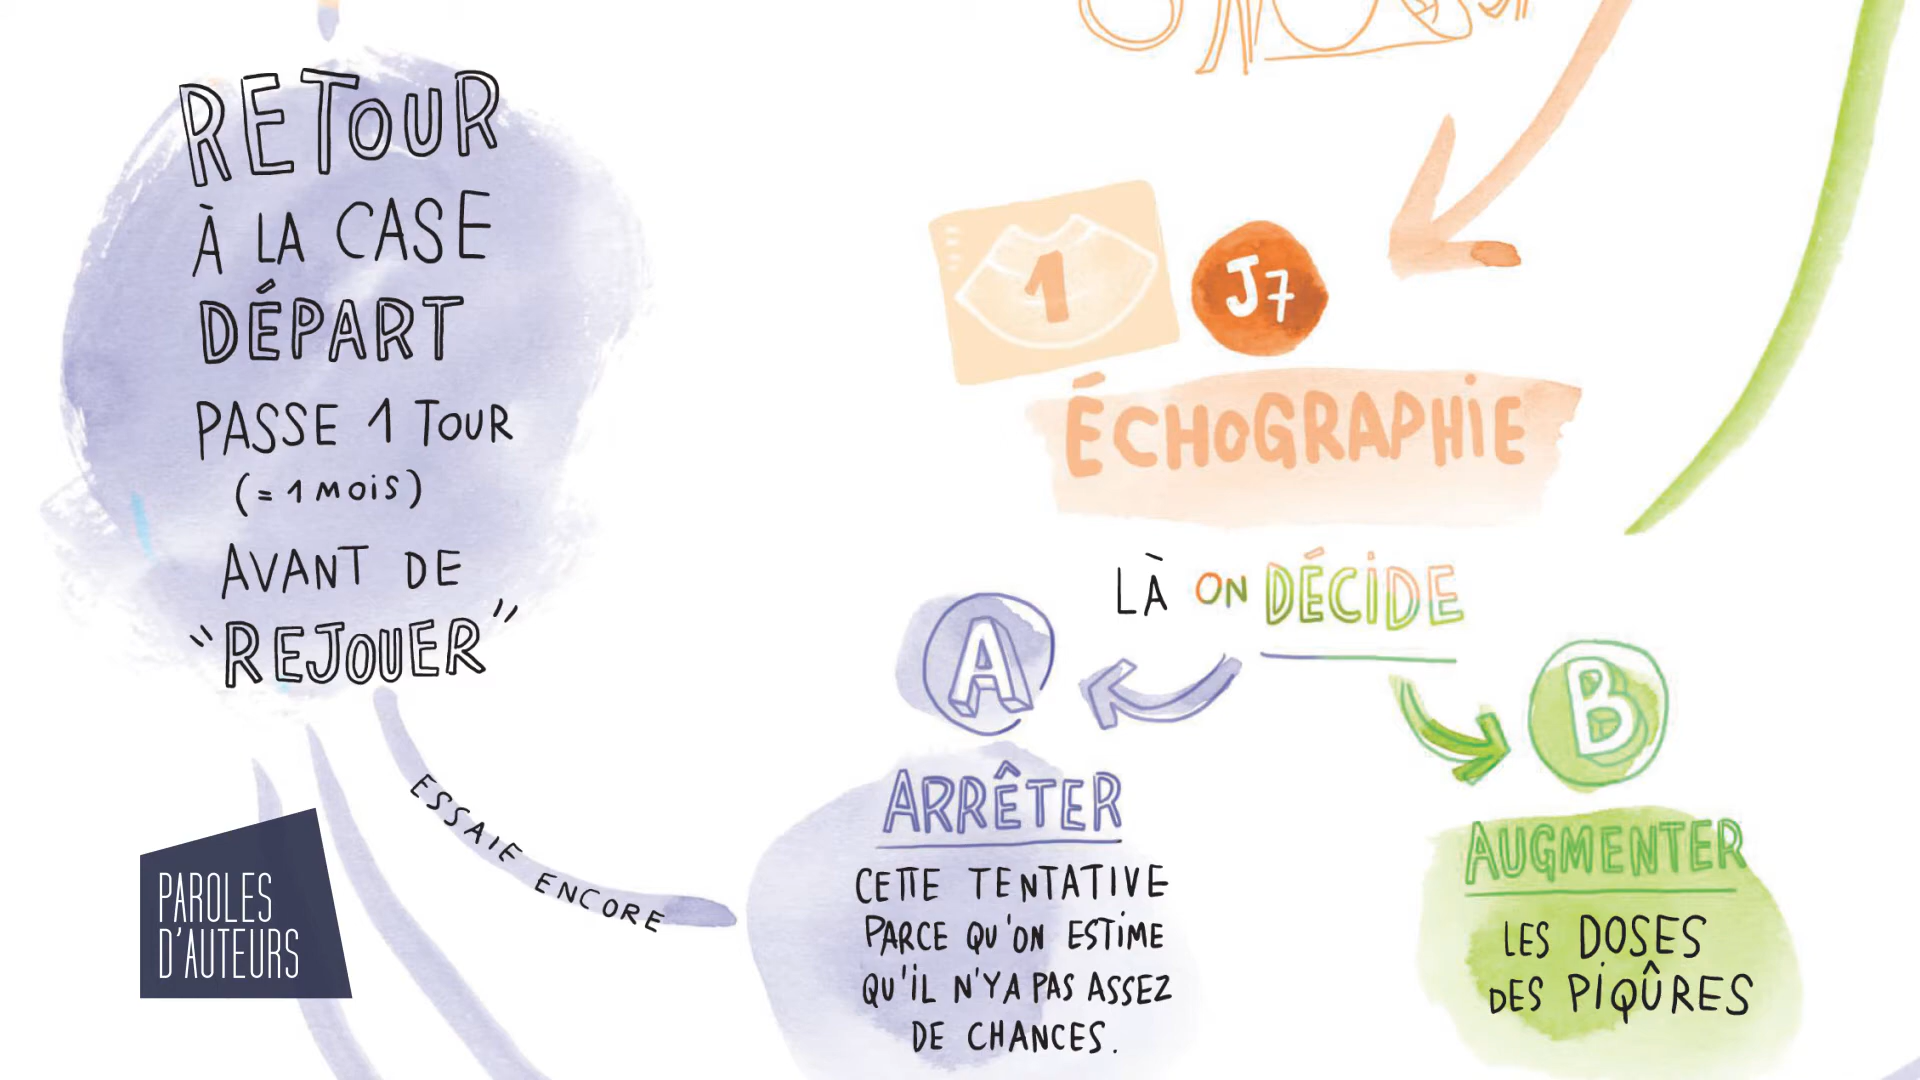 RETOUR
À LA CASE
DÉPART
PASSE 1 TOUR
(= 1 MOIS)
AVANT DE
"REJOUER"
ESSAIE ENCORE
1
J7
ÉCHOGRAPHIE
LÀ ON DÉCIDE
A
ARRÊTER
CETTE TENTATIVE
PARCE QU'ON ESTIME
QU'IL N'Y A PAS ASSEZ
DE CHANCES.
B
AUGMENTER
LES DOSES
DES PIQÛRES
PAROLES
D'AUTEURS